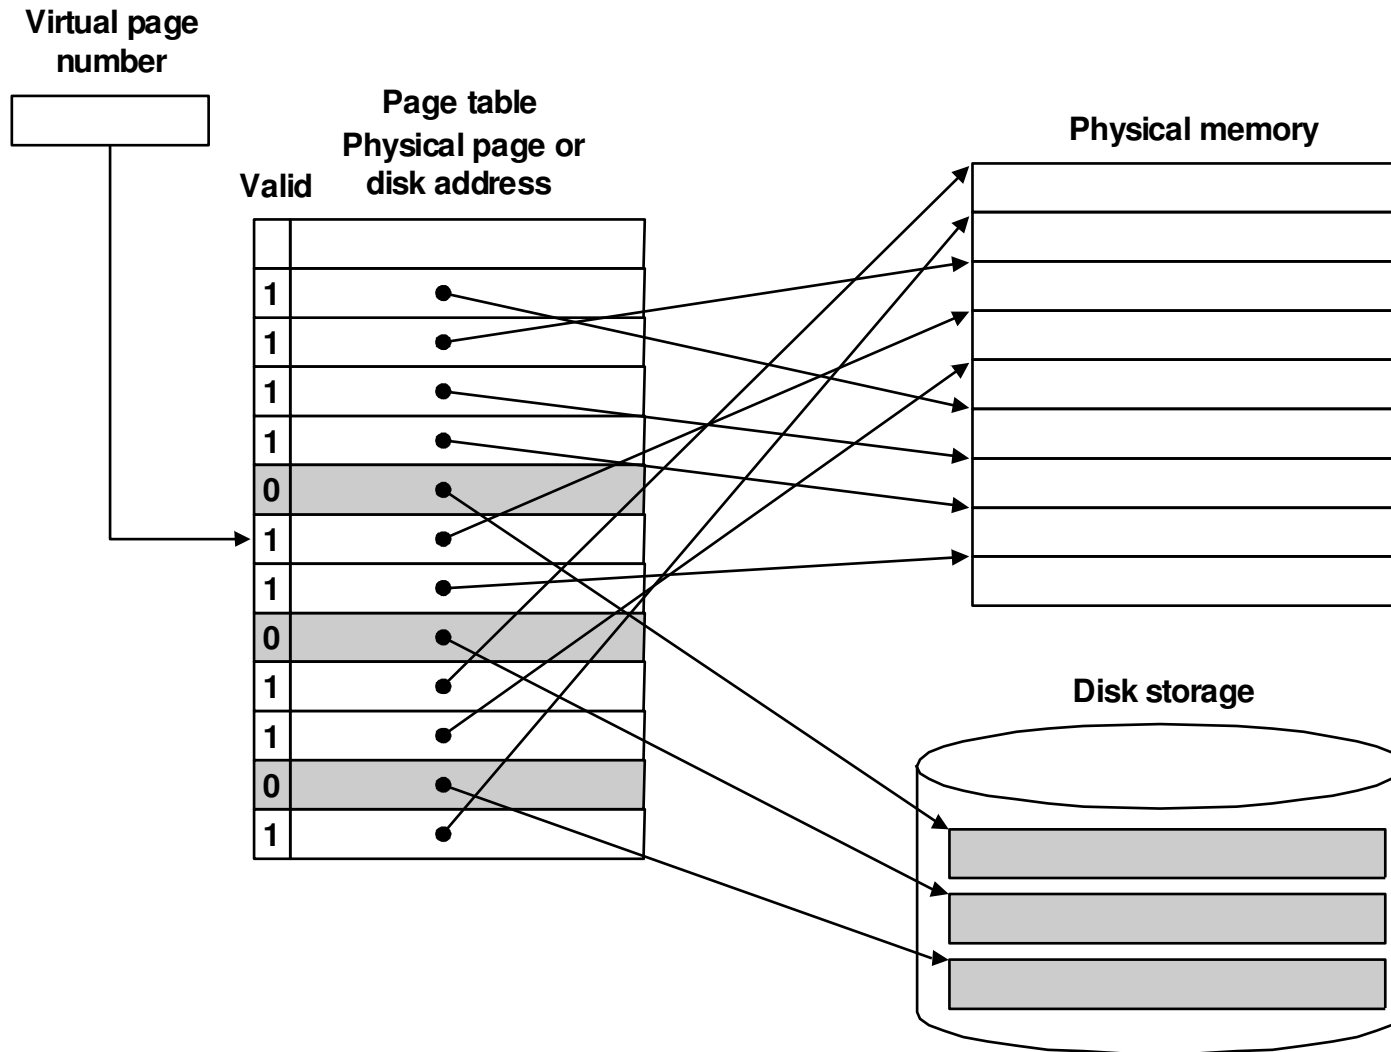 Virtual page
number
Page table
Physical page or
disk address
Valid
Physical memory
1
1
1
1
0
1
1
0
1
1
0
1
Disk storage